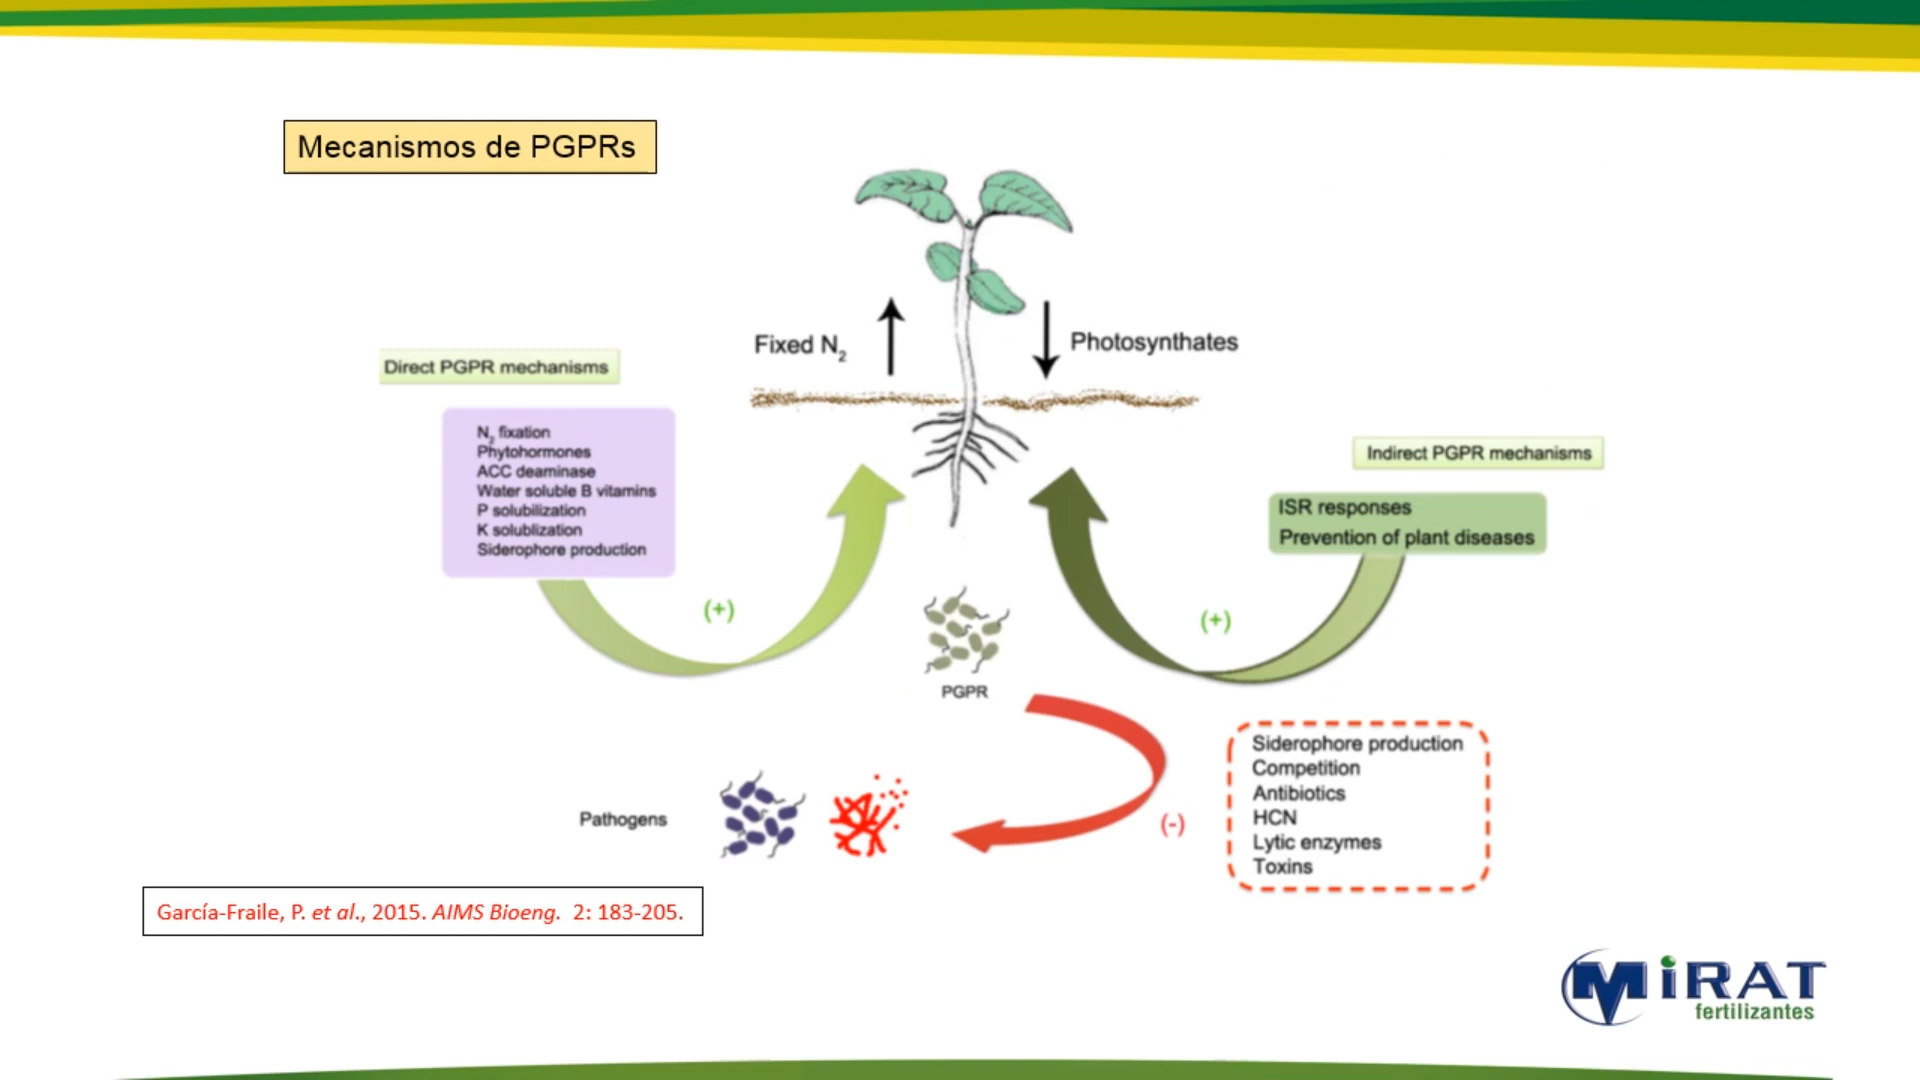 Mecanismos de PGPRs
Fixed N₂
Photosynthates
Direct PGPR mechanisms
N₂ fixation
Phytohormones
ACC deaminase
Water soluble B vitamins
P solubilization
K solublization
Siderophore production
(+)
Indirect PGPR mechanisms
ISR responses
Prevention of plant diseases
(+)
PGPR
Pathogens
(-)
Siderophore production
Competition
Antibiotics
HCN
Lytic enzymes
Toxins
García-Fraile, P. et al., 2015. AIMS Bioeng. 2: 183-205.
MiRAT
fertilizantes